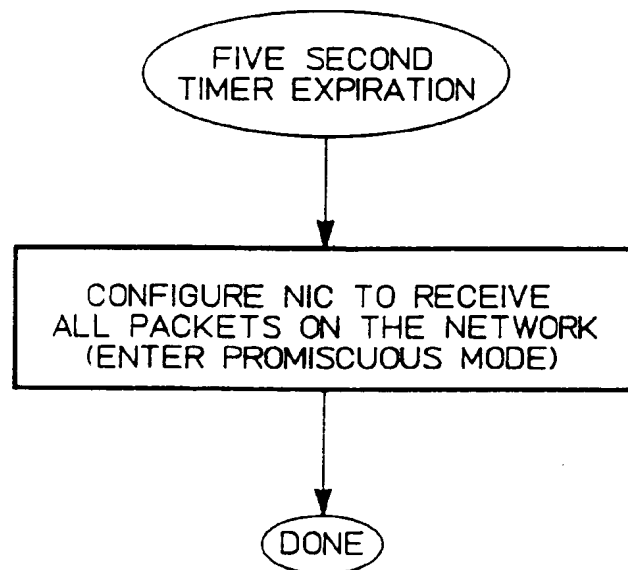 FIVE SECOND
TIMER EXPIRATION
CONFIGURE NIC TO RECEIVE
ALL PACKETS ON THE NETWORK
(ENTER PROMISCUOUS MODE)
DONE